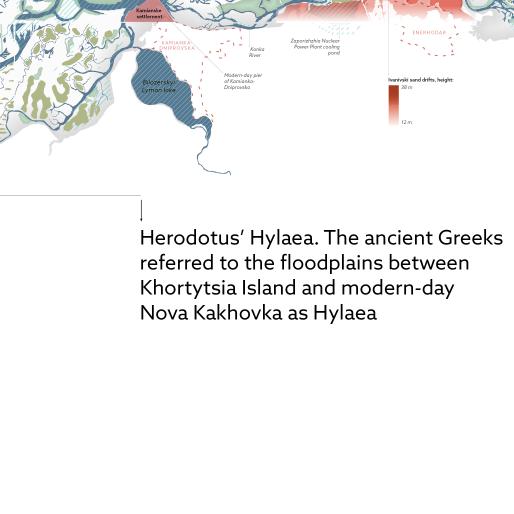 Kamianske
settlement
KAMIANKA-
DNIPROVSKA
Konka
River
Zaporizhzhia Nuclear
Power Plant cooling
pond
ENERHODAR
Modern-day pier
of Kamianka-
Dniprovska
Bilozerskyi
Lyman lake
Ivanivski sand drifts, height:
38 m
12 m
Herodotus’ Hylaea. The ancient Greeks
referred to the floodplains between
Khortytsia Island and modern-day
Nova Kakhovka as Hylaea